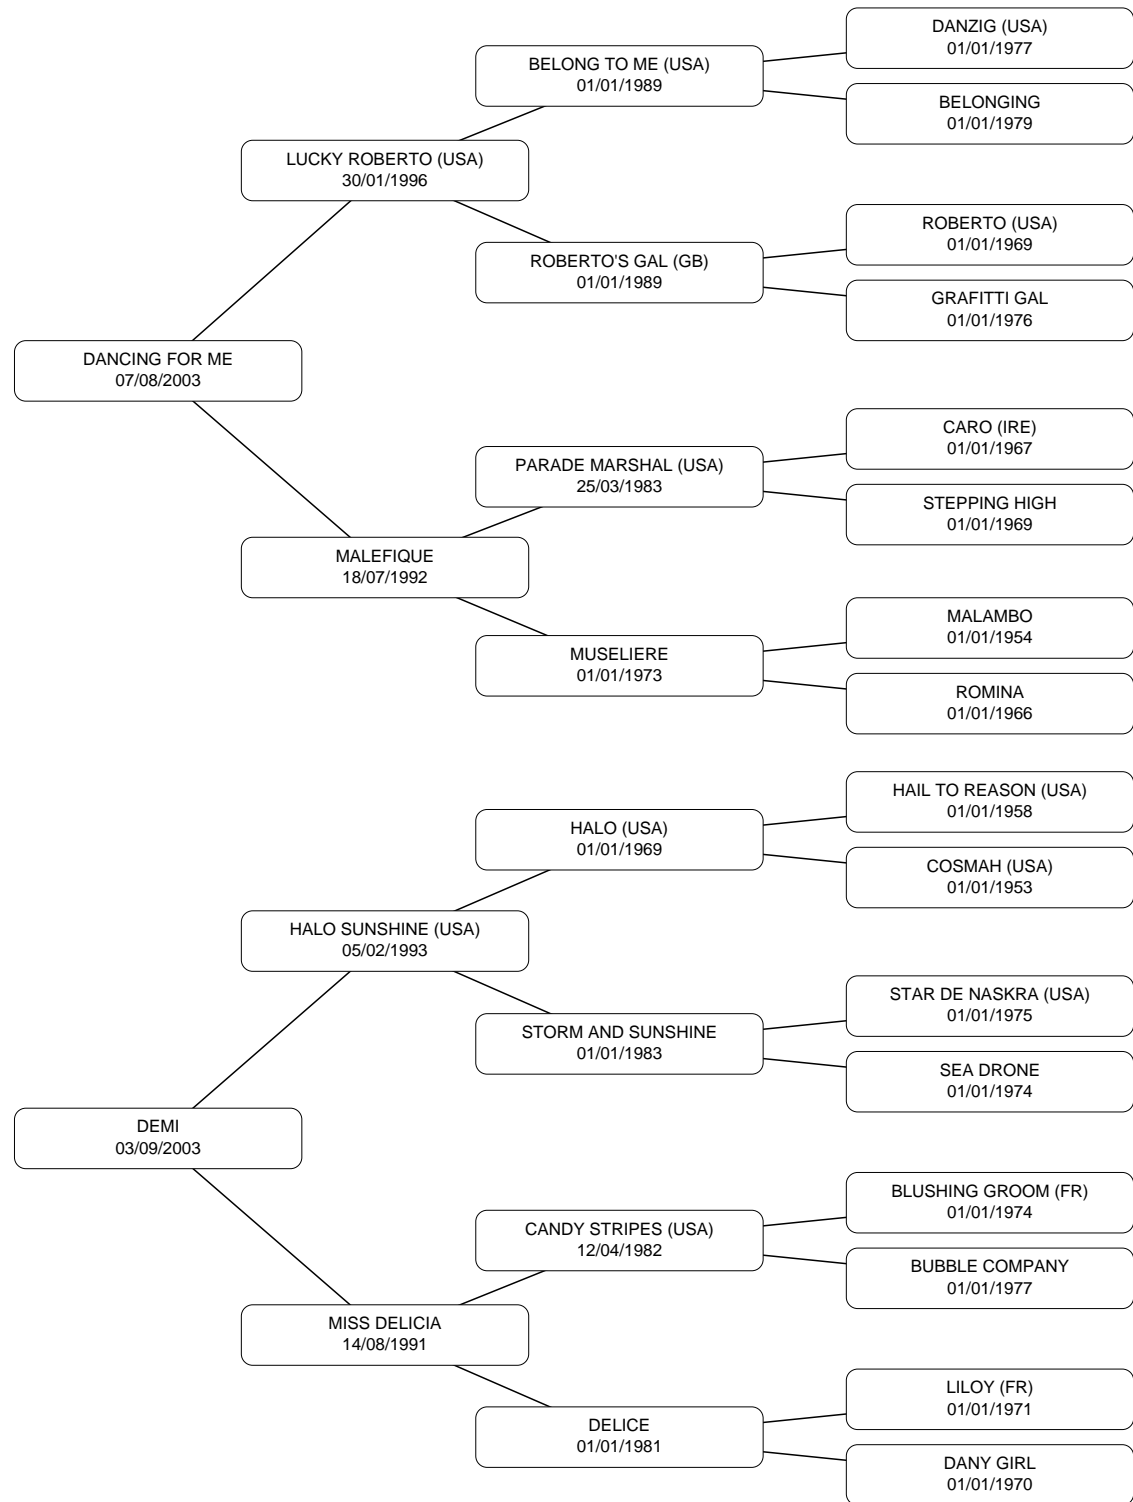 DANZIG (USA)
01/01/1977
BELONG TO ME (USA)
01/01/1989
BELONGING
01/01/1979
LUCKY ROBERTO (USA)
30/01/1996
ROBERTO (USA)
01/01/1969
ROBERTO'S GAL (GB)
01/01/1989
GRAFITTI GAL
01/01/1976
DANCING FOR ME
07/08/2003
CARO (IRE)
01/01/1967
PARADE MARSHAL (USA)
25/03/1983
STEPPING HIGH
01/01/1969
MALEFIQUE
18/07/1992
MALAMBO
01/01/1954
MUSELIERE
01/01/1973
ROMINA
01/01/1966
HAIL TO REASON (USA)
01/01/1958
HALO (USA)
01/01/1969
COSMAH (USA)
01/01/1953
HALO SUNSHINE (USA)
05/02/1993
STAR DE NASKRA (USA)
01/01/1975
STORM AND SUNSHINE
01/01/1983
SEA DRONE
01/01/1974
DEMI
03/09/2003
BLUSHING GROOM (FR)
01/01/1974
CANDY STRIPES (USA)
12/04/1982
BUBBLE COMPANY
01/01/1977
MISS DELICIA
14/08/1991
LILOY (FR)
01/01/1971
DELICE
01/01/1981
DANY GIRL
01/01/1970